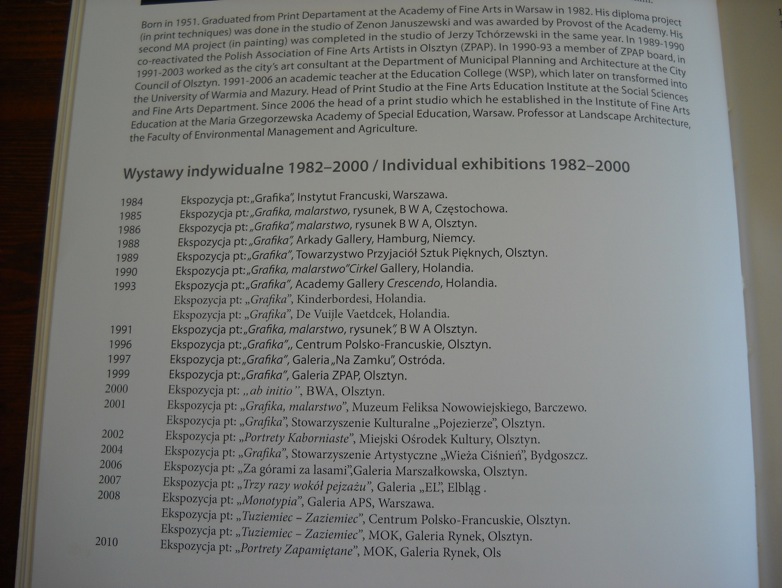 Born in 1951. Graduated from Print Departament at the Academy of Fine Arts in Warsaw in 1982. His diploma project
(in print techniques) was done in the studio of Zenon Januszewski and was awarded by Provost of the Academy. His
second MA project (in painting) was completed in the studio of Jerzy Tchórzewski in the same year. In 1989-1990
co-reactivated the Polish Association of Fine Arts Artists in Olsztyn (ZPAP). In 1990-93 a member of ZPAP board, in
1991-2003 worked as the city's art consultant at the Department of Municipal Planning and Architecture at the City
Council of Olsztyn. 1991-2006 an academic teacher at the Education College (WSP), which later on transformed into
the University of Warmia and Mazury. Head of Print Studio at the Fine Arts Education Institute at the Social Sciences
and Fine Arts Department. Since 2006 the head of a print studio which he established in the Institute of Fine Arts
Education at the Maria Grzegorzewska Academy of Special Education, Warsaw. Professor at Landscape Architecture,
the Faculty of Environmental Management and Agriculture.
Wystawy indywidualne 1982–2000 / Individual exhibitions 1982–2000
1984 Ekspozycja pt:„Grafika”, Instytut Francuski, Warszawa.
1985 Ekspozycja pt:„Grafika, malarstwo, rysunek, B W A, Częstochowa.
1986 Ekspozycja pt:„Grafika”, malarstwo, rysunek B W A, Olsztyn.
1988 Ekspozycja pt:„Grafika”, Arkady Gallery, Hamburg, Niemcy.
1989 Ekspozycja pt:„Grafika”, Towarzystwo Przyjaciół Sztuk Pięknych, Olsztyn.
1990 Ekspozycja pt:„Grafika, malarstwo”Cirkel Gallery, Holandia.
1993 Ekspozycja pt:„Grafika”, Academy Gallery Crescendo, Holandia.
Ekspozycja pt: „Grafika”, Kinderbordesi, Holandia.
Ekspozycja pt: „Grafika”, De Vuijle Vaetdcek, Holandia.
1991 Ekspozycja pt:„Grafika, malarstwo, rysunek”, B W A Olsztyn.
1996 Ekspozycja pt:„Grafika”,, Centrum Polsko-Francuskie, Olsztyn.
1997 Ekspozycja pt:„Grafika”, Galeria„Na Zamku”, Ostróda.
1999 Ekspozycja pt:„Grafika”, Galeria ZPAP, Olsztyn.
2000 Ekspozycja pt: „ab initio”, BWA, Olsztyn.
2001 Ekspozycja pt: „Grafika, malarstwo”, Muzeum Feliksa Nowowiejskiego, Barczewo.
Ekspozycja pt: „Grafika”, Stowarzyszenie Kulturalne „Pojezierze”, Olsztyn.
2002 Ekspozycja pt: „Portrety Kaborniaste”, Miejski Ośrodek Kultury, Olsztyn.
2004 Ekspozycja pt: „Grafika”, Stowarzyszenie Artystyczne „Wieża Ciśnień”, Bydgoszcz.
2006 Ekspozycja pt: „Za górami za lasami”,Galeria Marszałkowska, Olsztyn.
2007 Ekspozycja pt: „Trzy razy wokół pejzażu”, Galeria „EL”, Elbląg .
2008 Ekspozycja pt: „Monotypia”, Galeria APS, Warszawa.
Ekspozycja pt: „Tuziemiec – Zaziemiec”, Centrum Polsko-Francuskie, Olsztyn.
Ekspozycja pt: „Tuziemiec – Zaziemiec”, MOK, Galeria Rynek, Olsztyn.
2010 Ekspozycja pt: „Portrety Zapamiętane”, MOK, Galeria Rynek, Ols